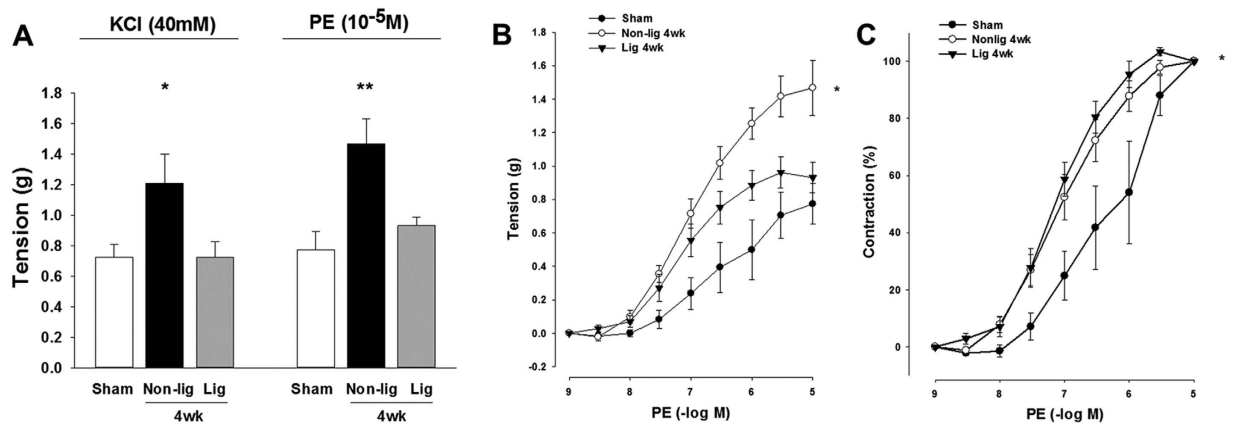 A
KCl (40mM)
PE (10⁻⁵M)
Tension (g)
1.8
1.6
1.4
1.2
1.0
0.8
0.6
0.4
0.2
0.0
*
**
Sham
Non-lig
Lig
Sham
Non-lig
Lig
4wk
4wk
B
Sham
Non-lig 4wk
Lig 4wk
Tension (g)
1.8
1.6
1.4
1.2
1.0
0.8
0.6
0.4
0.2
0.0
-0.2
*
9
8
7
6
5
PE (-log M)
C
Sham
Nonlig 4wk
Lig 4wk
Contraction (%)
100
80
60
40
20
0
*
9
8
7
6
5
PE (-log M)